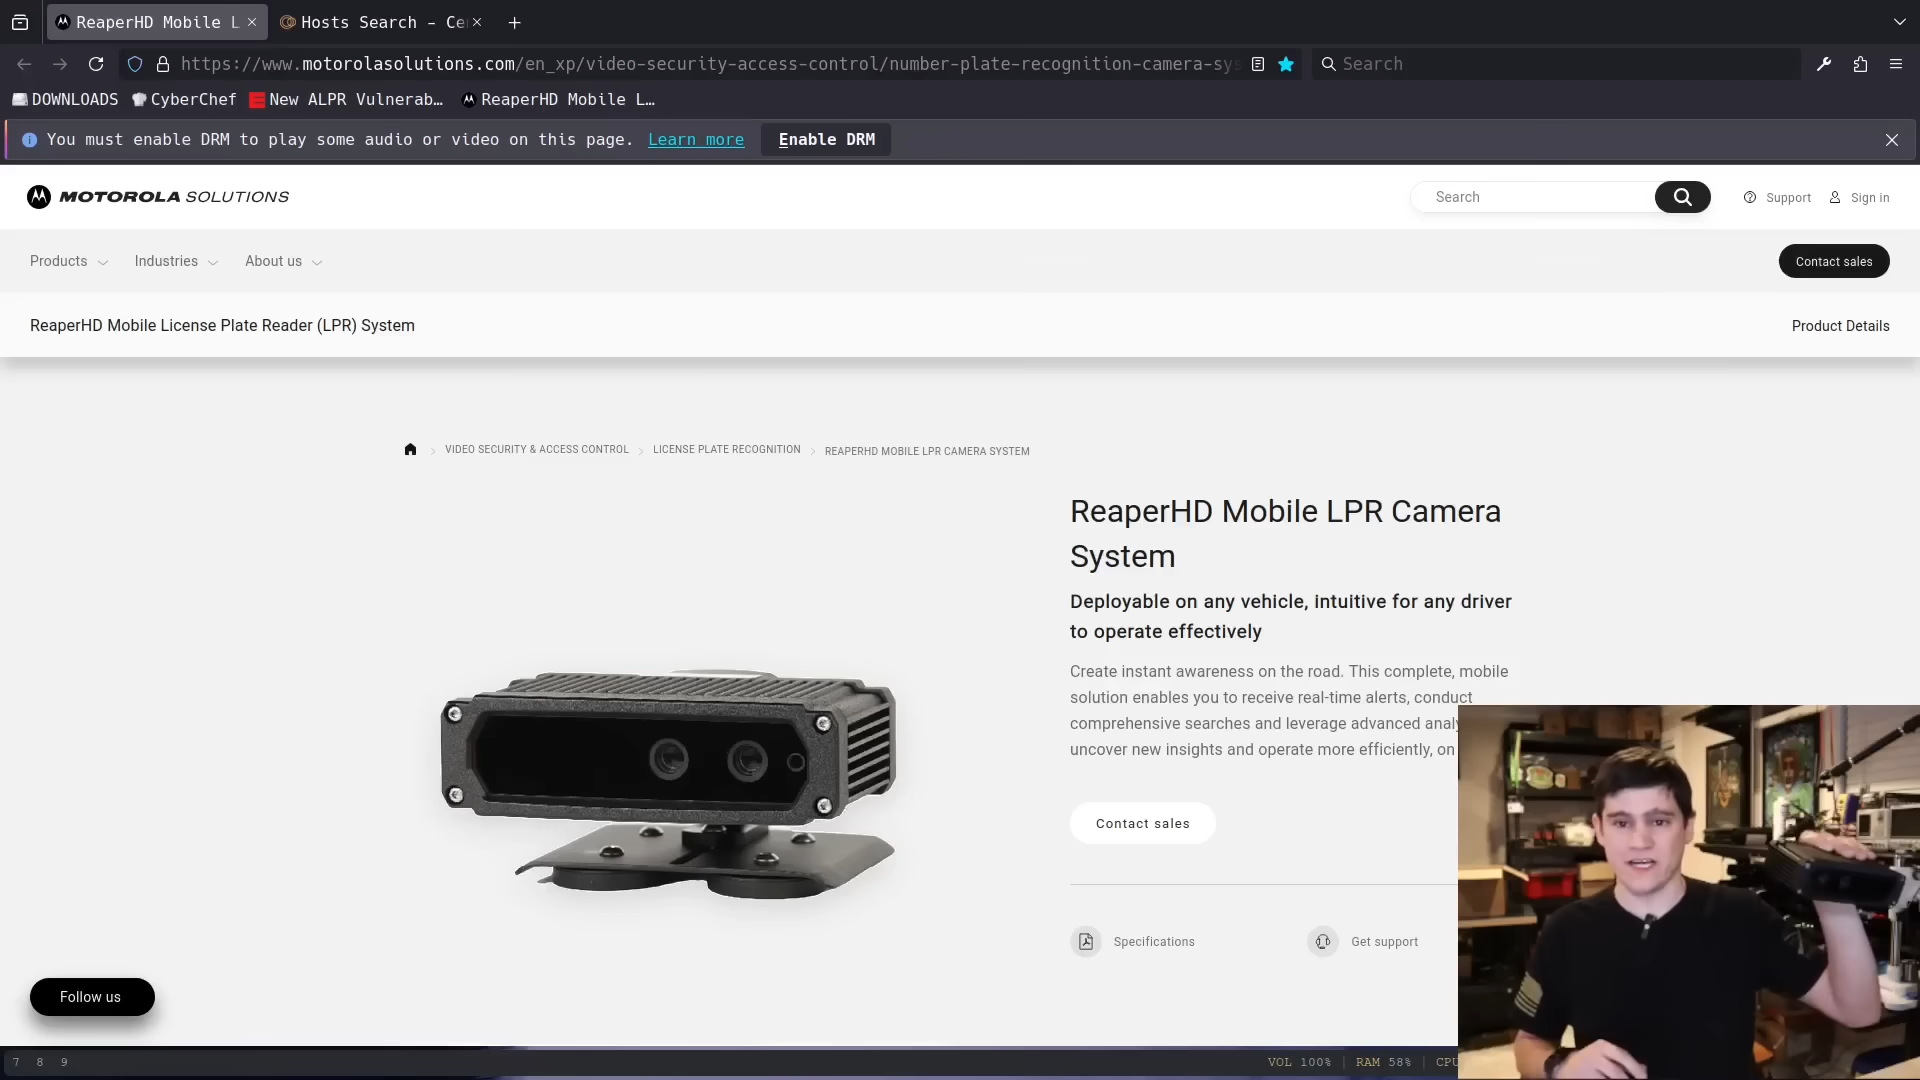 ReaperHD Mobile L
Hosts Search - Ce
https://www.motorolasolutions.com/en_xp/video-security-access-control/number-plate-recognition-camera-sys
Search
DOWNLOADS
CyberChef
New ALPR Vulnerab…
ReaperHD Mobile L…
You must enable DRM to play some audio or video on this page. Learn more
Enable DRM
MOTOROLA SOLUTIONS
Search
Support
Sign in
Products
Industries
About us
Contact sales
ReaperHD Mobile License Plate Reader (LPR) System
Product Details
VIDEO SECURITY & ACCESS CONTROL
LICENSE PLATE RECOGNITION
REAPERHD MOBILE LPR CAMERA SYSTEM
ReaperHD Mobile LPR Camera
System
Deployable on any vehicle, intuitive for any driver
to operate effectively
Create instant awareness on the road. This complete, mobile
solution enables you to receive real-time alerts, conduct
comprehensive searches and leverage advanced analy
uncover new insights and operate more efficiently, on
Contact sales
Specifications
Get support
Follow us
7 8 9
VOL 100% | RAM 58% | CPU